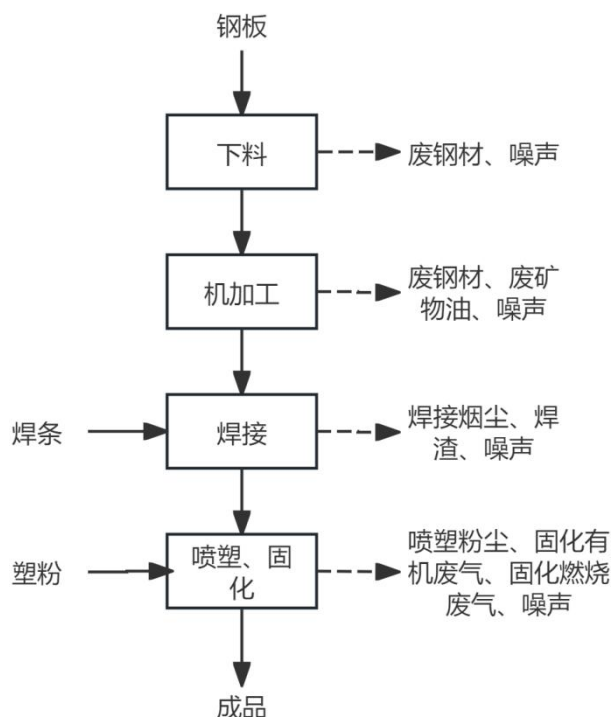 钢板
下料
废钢材、噪声
机加工
废钢材、废矿
物油、噪声
焊条
焊接
焊接烟尘、焊
渣、噪声
塑粉
喷塑、固
化
喷塑粉尘、固化有
机废气、固化燃烧
废气、噪声
成品